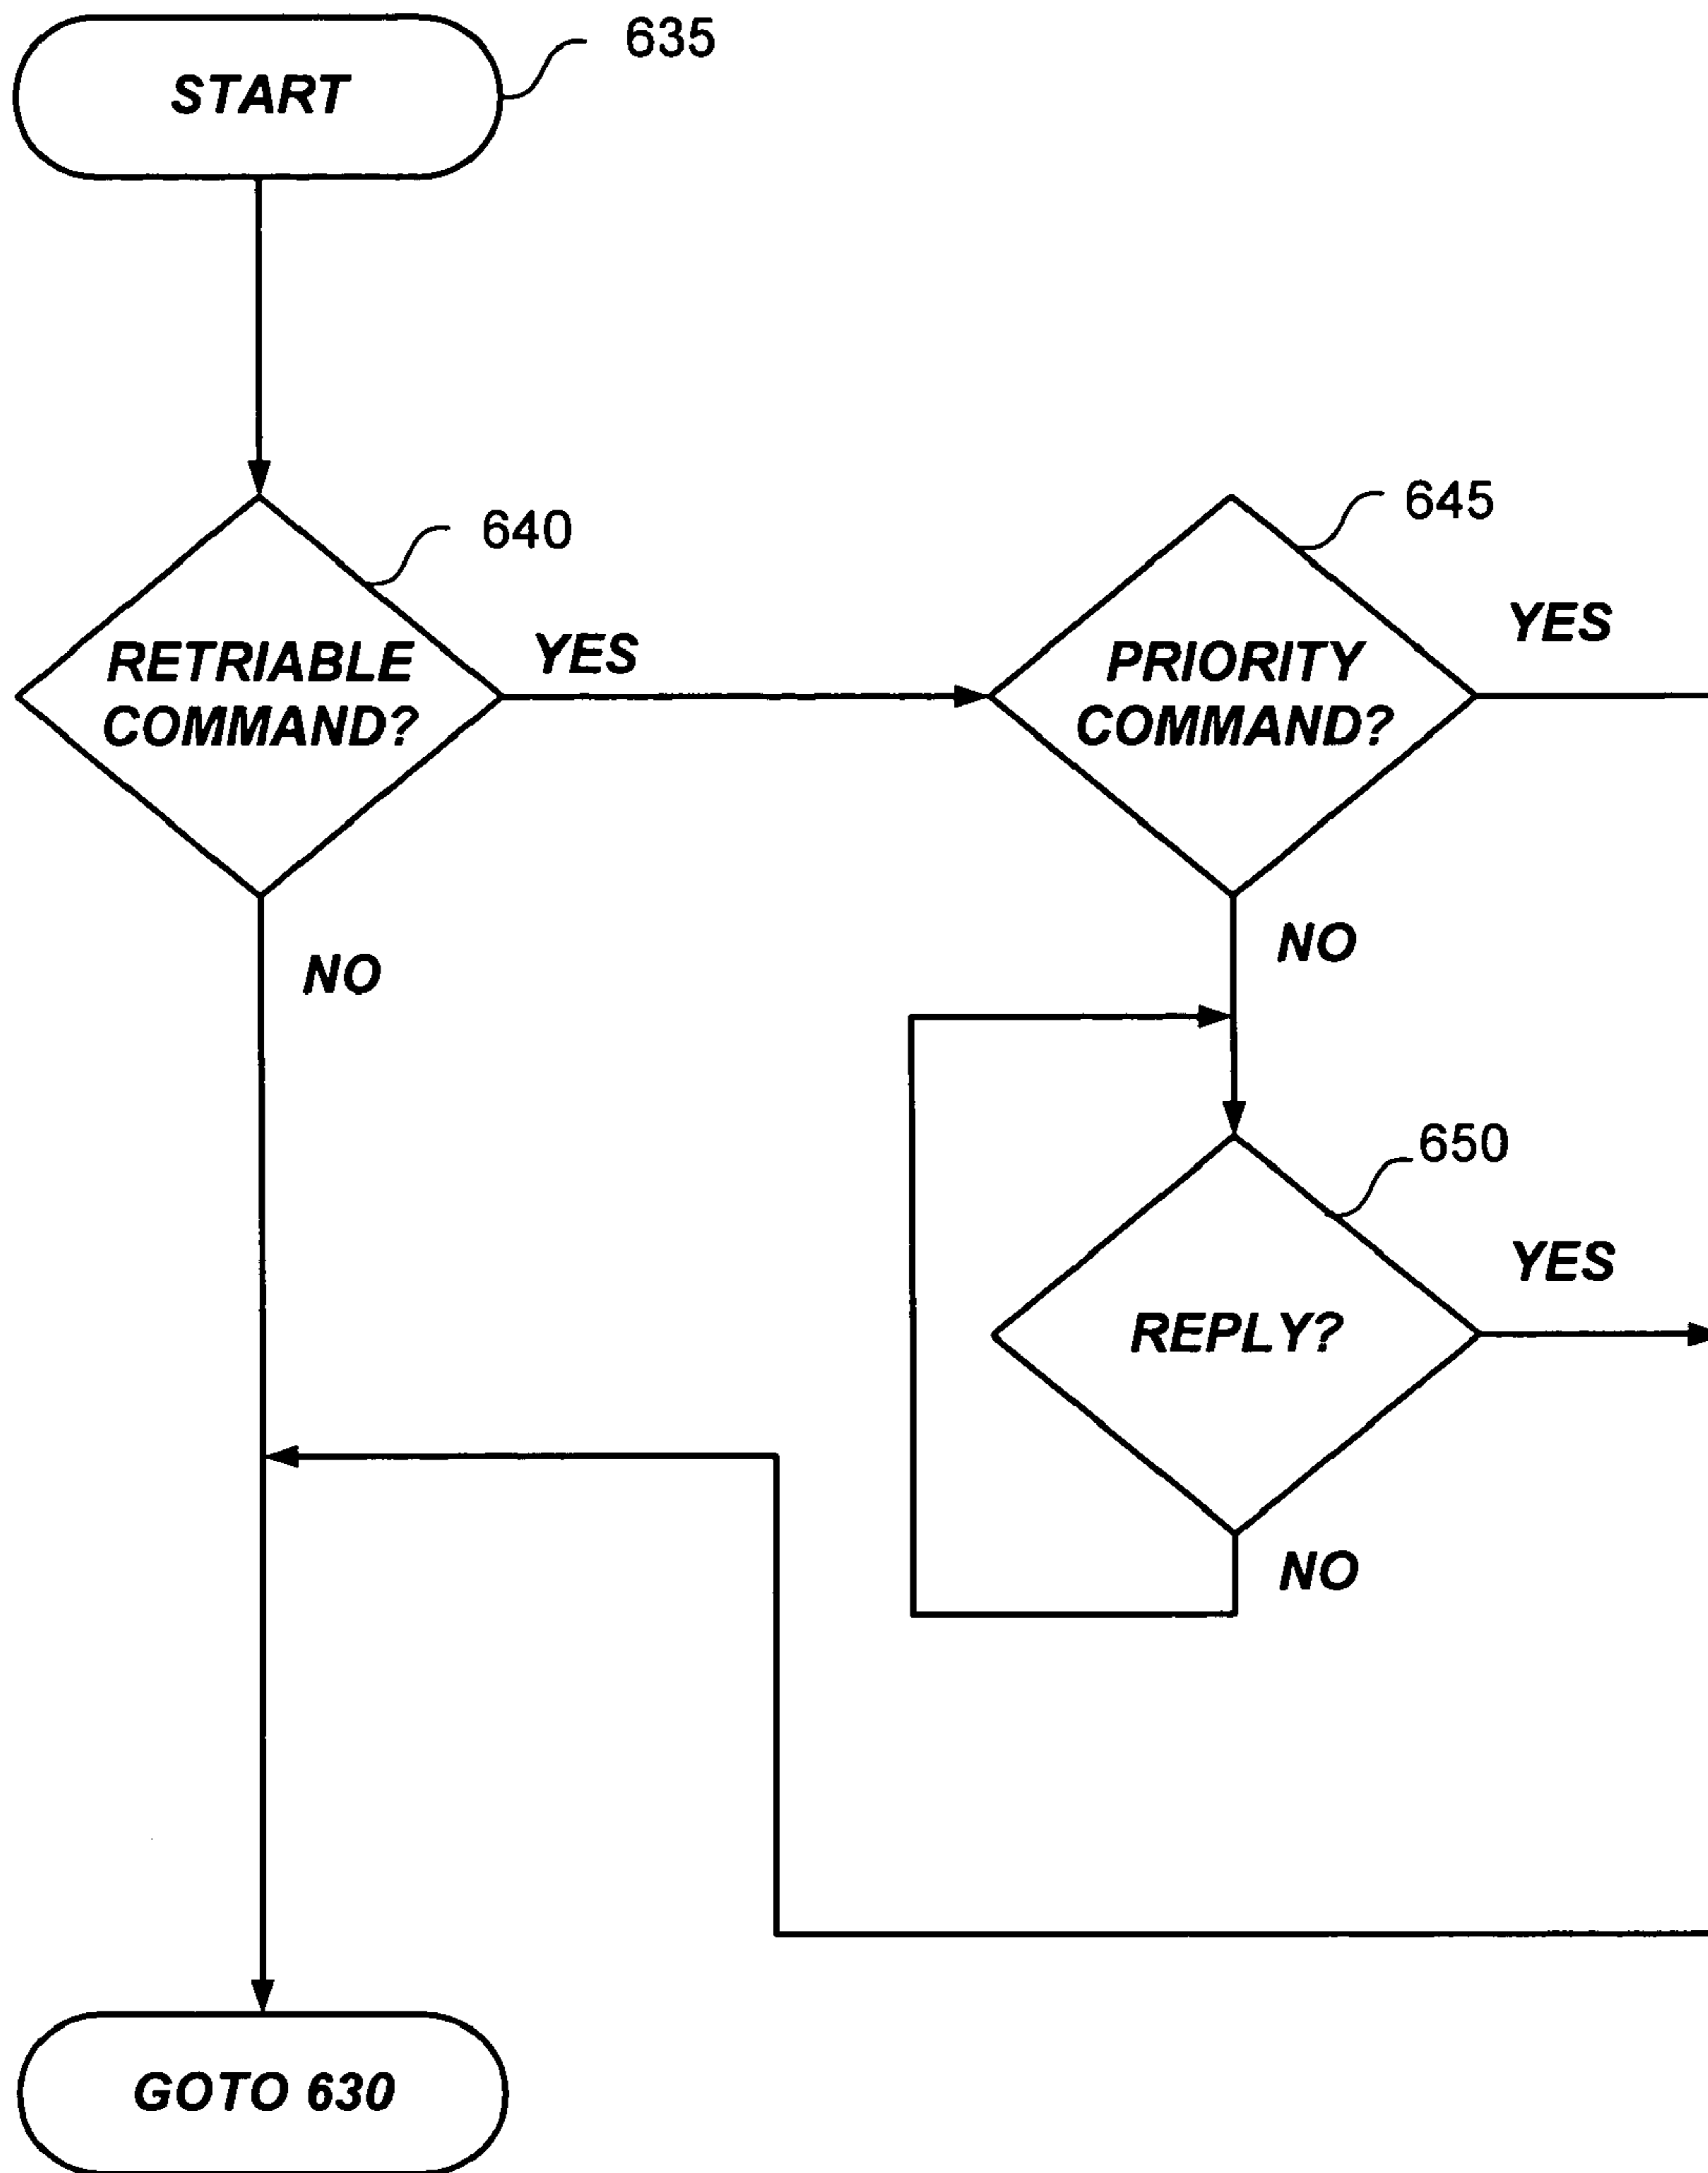 635
START
640
645
RETRIABLE
COMMAND?
YES
PRIORITY
COMMAND?
YES
NO
NO
650
YES
REPLY?
NO
GOTO 630